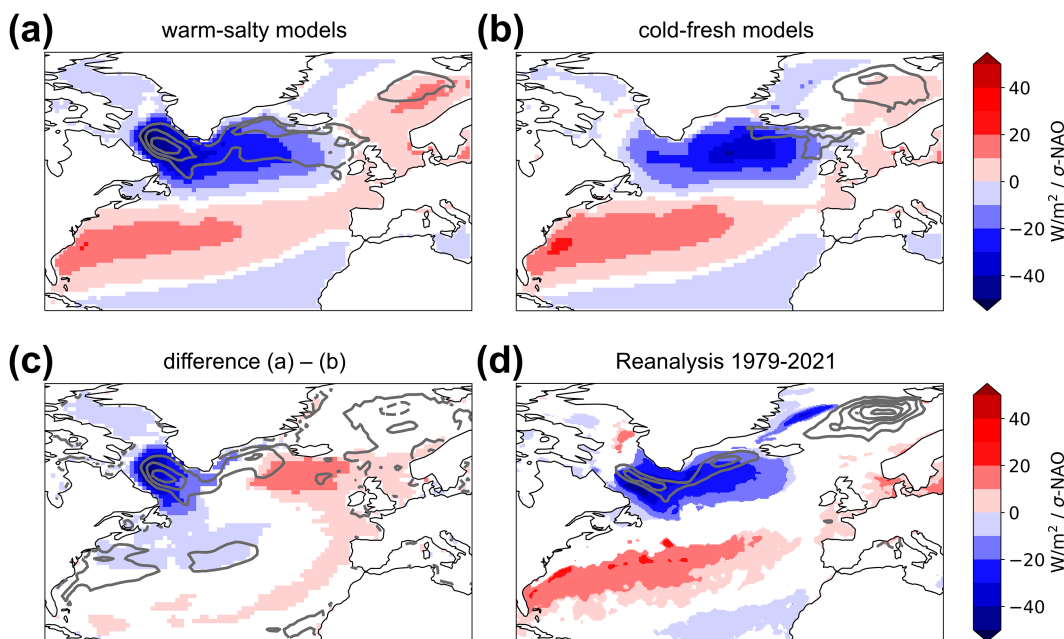 (a) warm-salty models
(b) cold-fresh models
40
20
0
−20
−40
W/m² / σ-NAO
(c) difference (a) – (b)
(d) Reanalysis 1979-2021
40
20
0
−20
−40
W/m² / σ-NAO